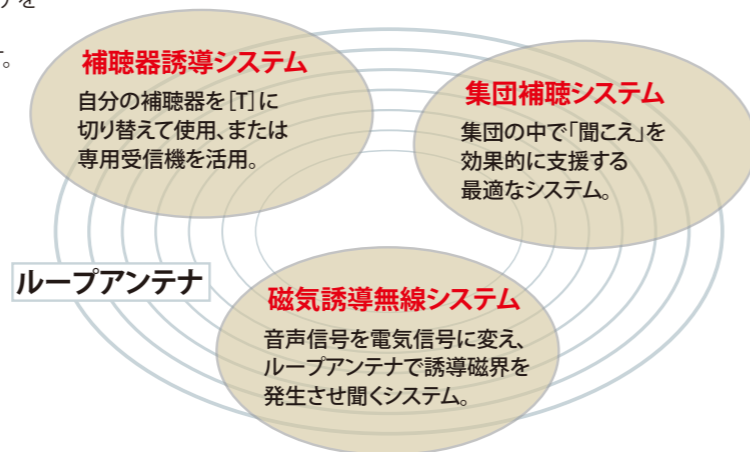 補聴器誘導システム
自分の補聴器を[T]に
切り替えて使用、または
専用受信機を活用。
集団補聴システム
集団の中で「聞こえ」を
効果的に支援する
最適なシステム。
ループアンテナ
磁気誘導無線システム
音声信号を電気信号に変え、
ループアンテナで誘導磁界を
発生させ聞くシステム。